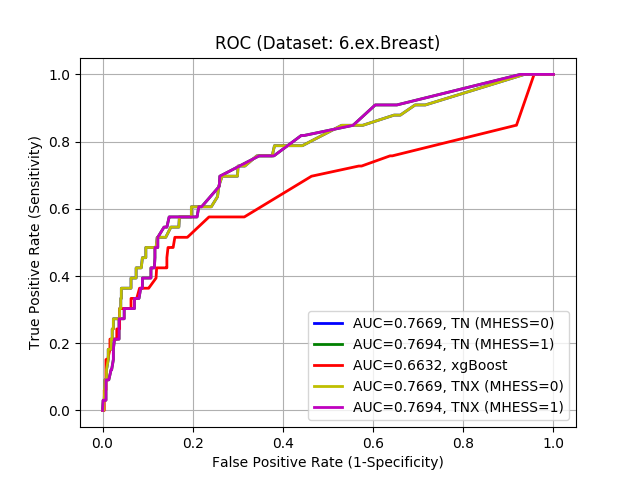 ROC (Dataset: 6.ex.Breast)
True Positive Rate (Sensitivity)
1.0
0.8
0.6
0.4
0.2
0.0
AUC=0.7669, TN (MHESS=0)
AUC=0.7694, TN (MHESS=1)
AUC=0.6632, xgBoost
AUC=0.7669, TNX (MHESS=0)
AUC=0.7694, TNX (MHESS=1)
0.0 0.2 0.4 0.6 0.8 1.0
False Positive Rate (1-Specificity)